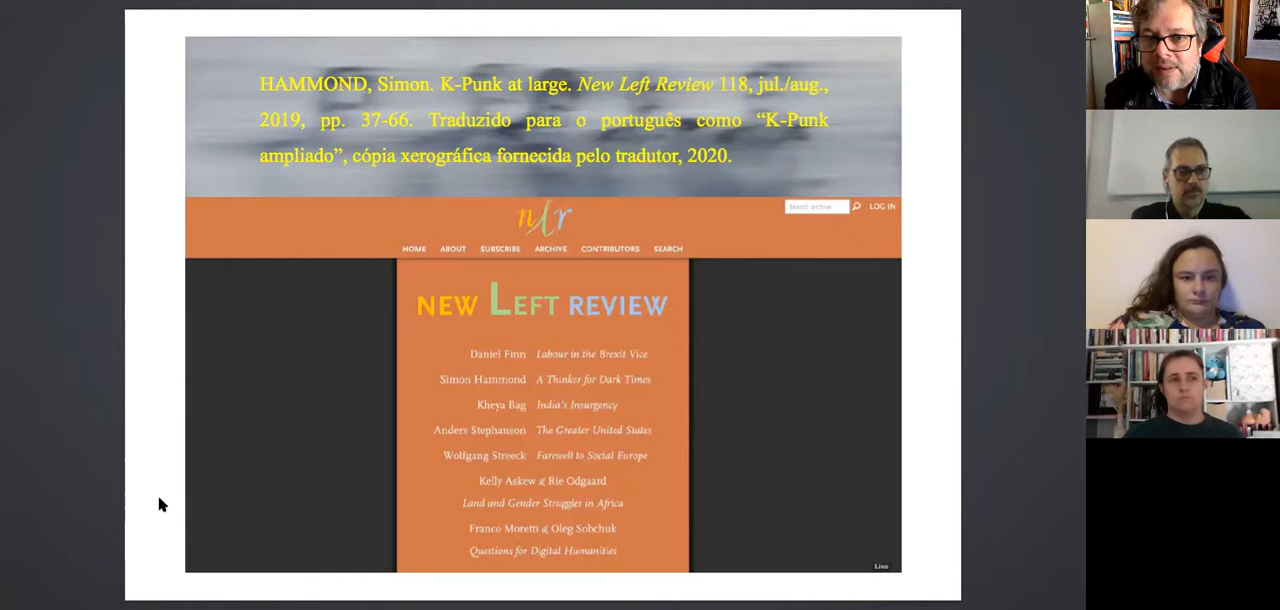 HAMMOND, Simon. K-Punk at large. New Left Review 118, jul./aug.,
2019, pp. 37-66. Traduzido para o português como “K-Punk
ampliado”, cópia xerográfica fornecida pelo tradutor, 2020.
nlr
Search archive LOG IN
HOME ABOUT SUBSCRIBE ARCHIVE CONTRIBUTORS SEARCH
NEW LEFT REVIEW
Daniel Finn Labour in the Brexit Vice
Simon Hammond A Thinker for Dark Times
Kheya Bag India's Insurgency
Anders Stephanson The Greater United States
Wolfgang Streeck Farewell to Social Europe
Kelly Askew & Rie Odgaard
Land and Gender Struggles in Africa
Franco Moretti & Oleg Sobchuk
Questions for Digital Humanities
Lixo